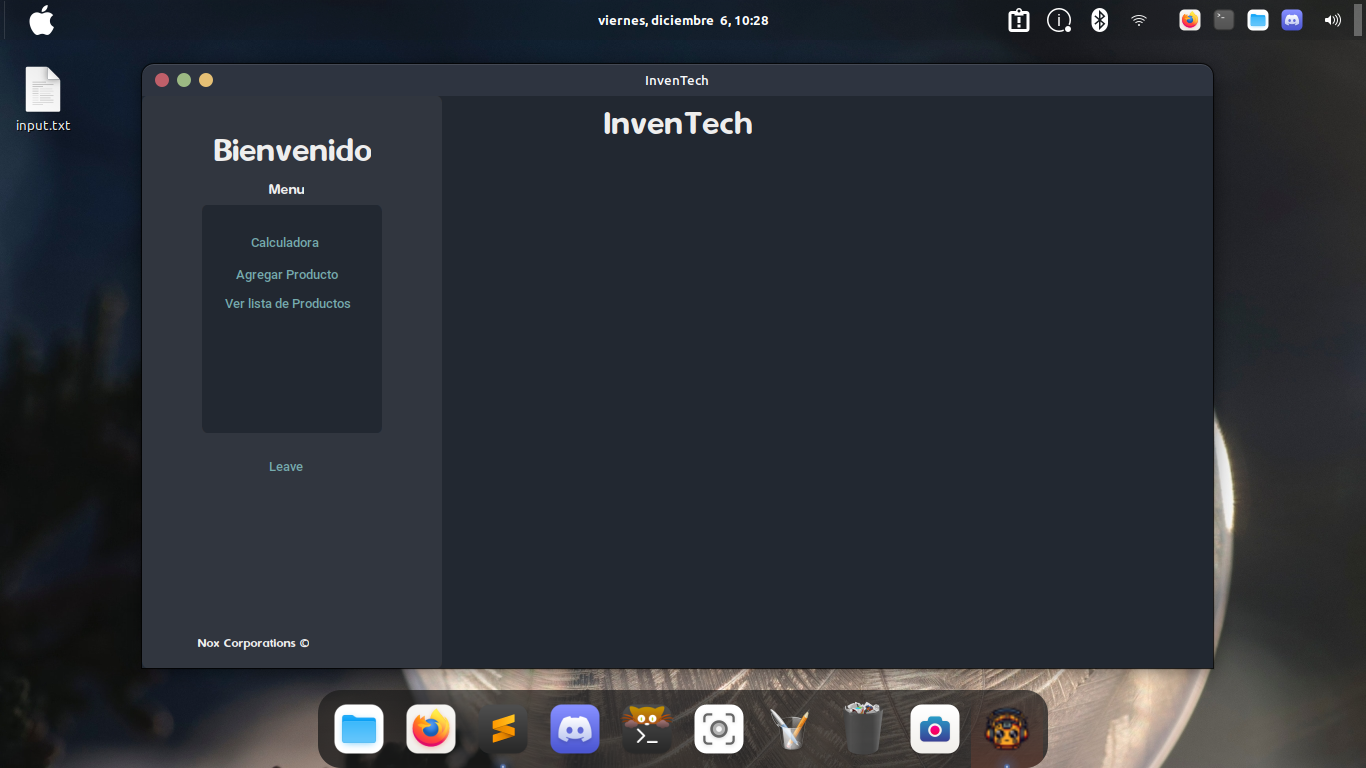 viernes, diciembre 6, 10:28
input.txt
InvenTech
InvenTech
Bienvenido
Menu
Calculadora
Agregar Producto
Ver lista de Productos
Leave
Nox Corporations ©